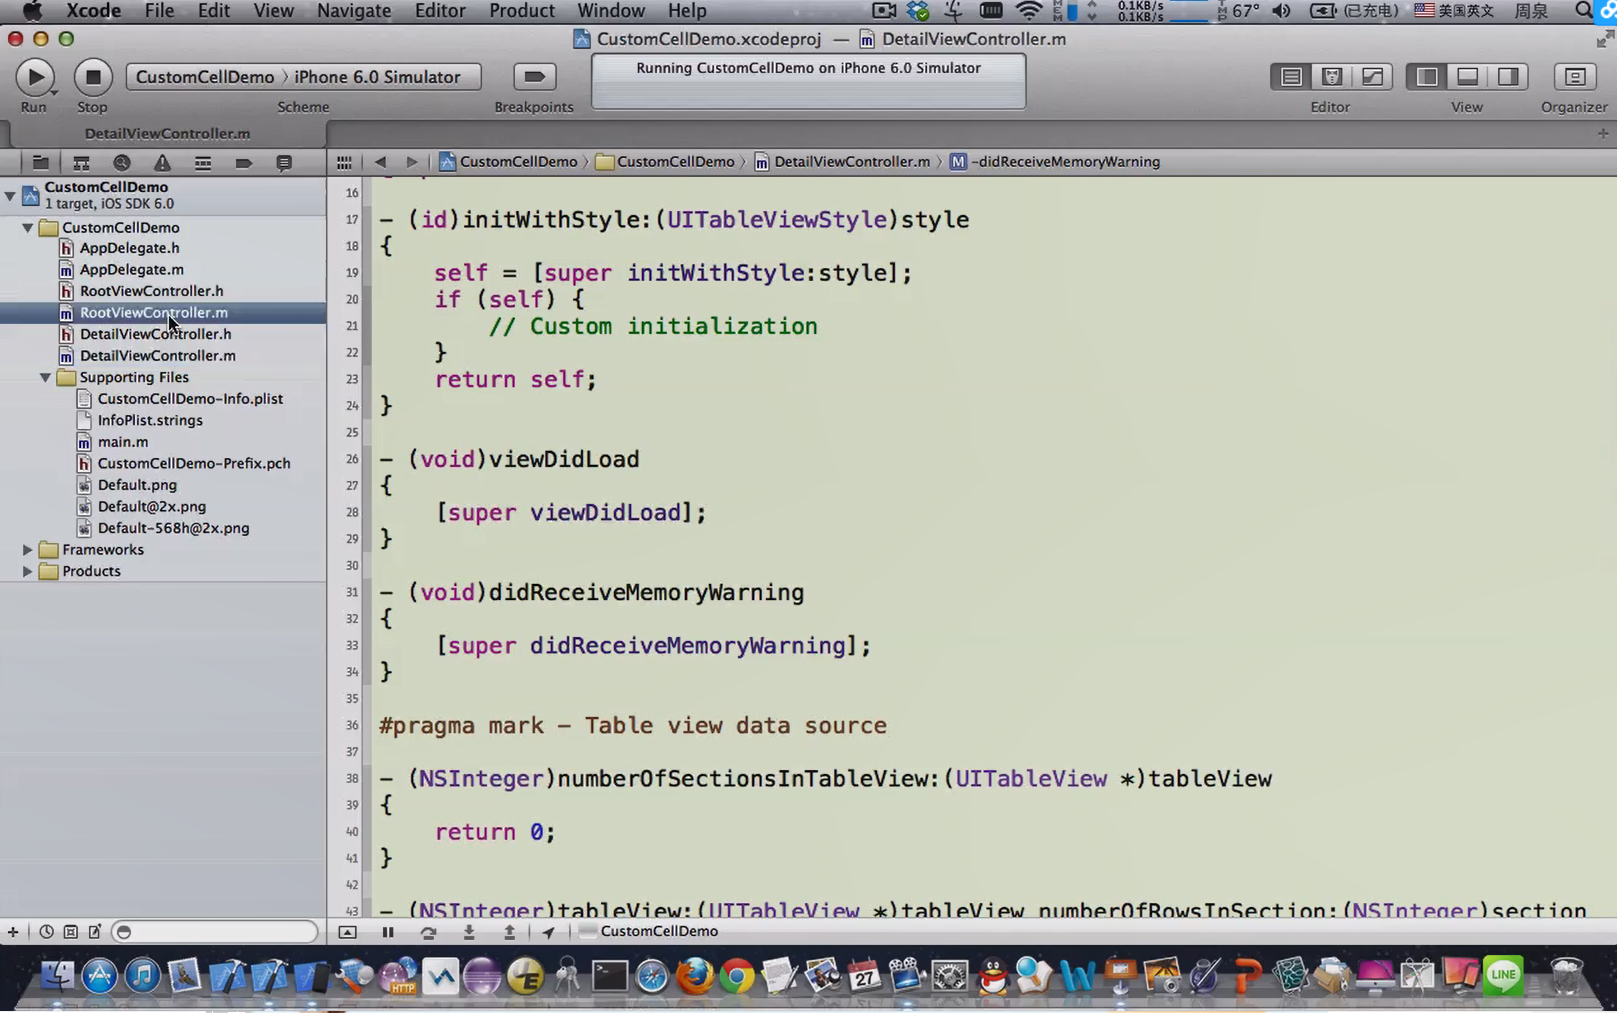 Xcode File Edit View Navigate Editor Product Window Help 0.1KB/s 0.1KB/s 67° (已充电) 美国英文 周泉
CustomCellDemo.xcodeproj — DetailViewController.m
CustomCellDemo iPhone 6.0 Simulator
Running CustomCellDemo on iPhone 6.0 Simulator
Run Stop Scheme Breakpoints Editor View Organizer
DetailViewController.m
CustomCellDemo CustomCellDemo DetailViewController.m M -didReceiveMemoryWarning
CustomCellDemo
1 target, iOS SDK 6.0
CustomCellDemo
AppDelegate.h
AppDelegate.m
RootViewController.h
RootViewController.m
DetailViewController.h
DetailViewController.m
Supporting Files
CustomCellDemo-Info.plist
InfoPlist.strings
main.m
CustomCellDemo-Prefix.pch
Default.png
Default@2x.png
Default-568h@2x.png
Frameworks
Products
16
17 - (id)initWithStyle:(UITableViewStyle)style
18 {
19 self = [super initWithStyle:style];
20 if (self) {
21 // Custom initialization
22 }
23 return self;
24 }
25
26 - (void)viewDidLoad
27 {
28 [super viewDidLoad];
29 }
30
31 - (void)didReceiveMemoryWarning
32 {
33 [super didReceiveMemoryWarning];
34 }
35
36 #pragma mark - Table view data source
37
38 - (NSInteger)numberOfSectionsInTableView:(UITableView *)tableView
39 {
40 return 0;
41 }
42
43 - (NSInteger)tableView:(UITableView *)tableView numberOfRowsInSection:(NSInteger)section
CustomCellDemo
HTTP
27
W
P
LINE